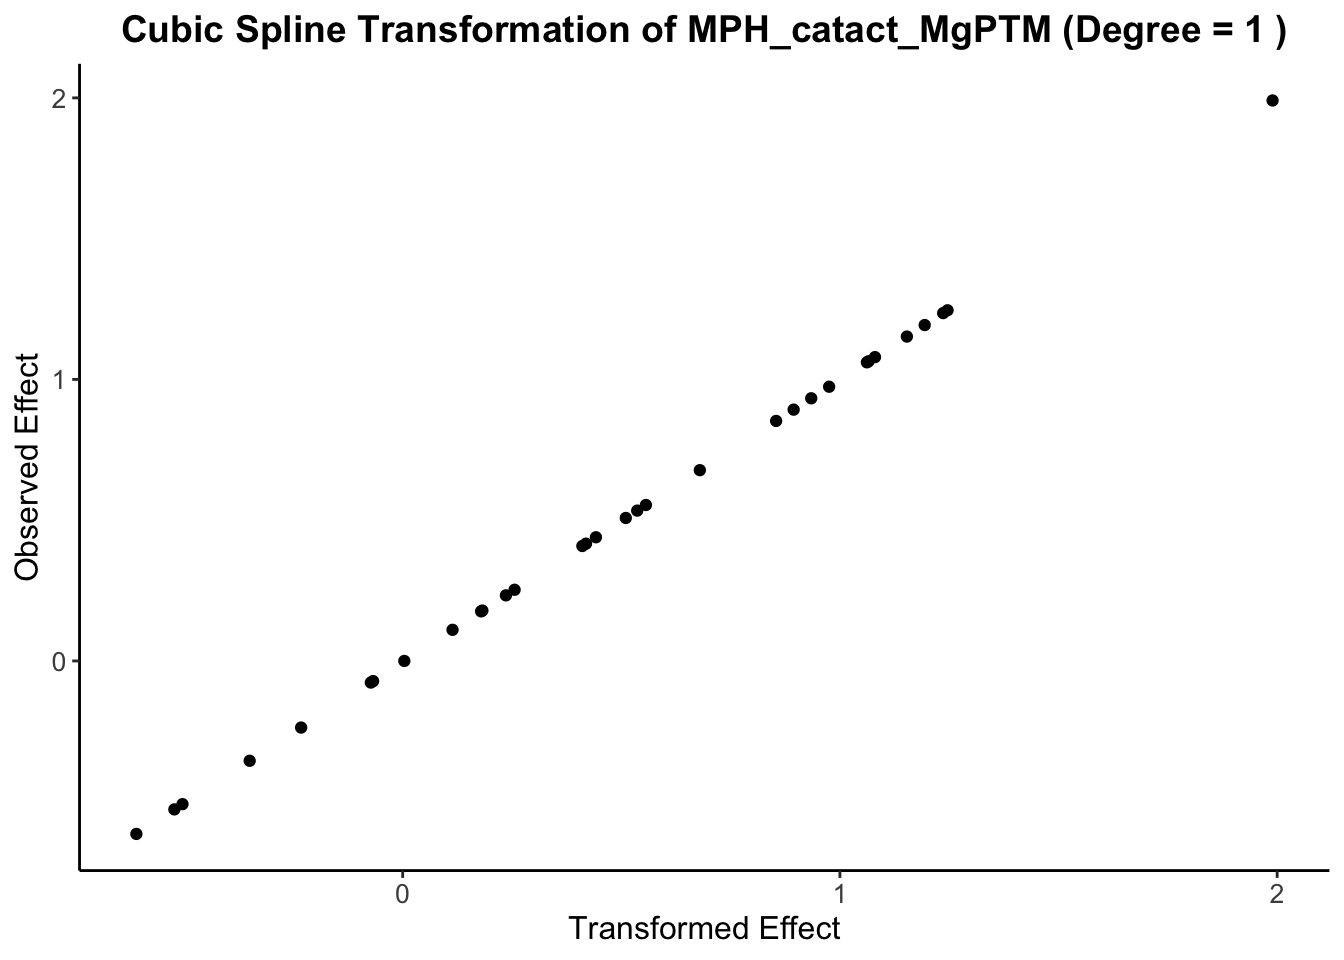 Cubic Spline Transformation of MPH_catact_MgPTM (Degree = 1 )
2
1
0
Observed Effect
0
1
2
Transformed Effect